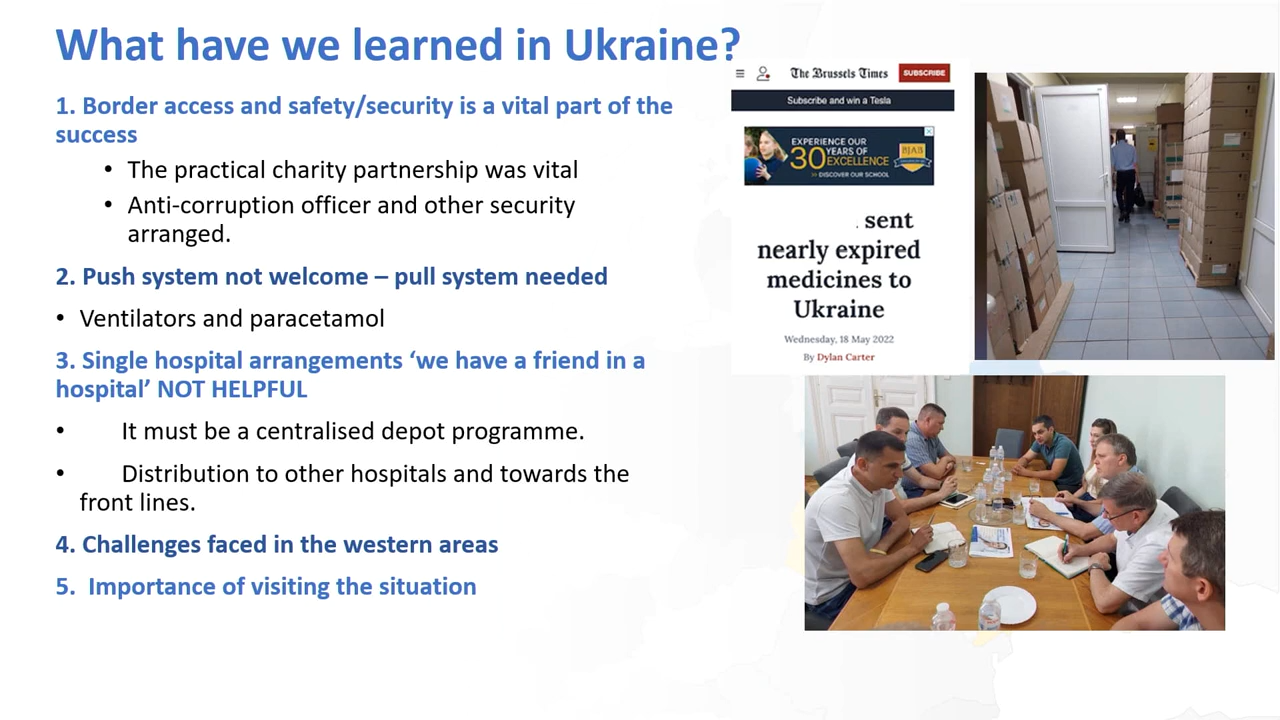 What have we learned in Ukraine?
1. Border access and safety/security is a vital part of the
success
• The practical charity partnership was vital
• Anti-corruption officer and other security
arranged.
2. Push system not welcome – pull system needed
• Ventilators and paracetamol
3. Single hospital arrangements ‘we have a friend in a
hospital’ NOT HELPFUL
• It must be a centralised depot programme.
• Distribution to other hospitals and towards the
front lines.
4. Challenges faced in the western areas
5. Importance of visiting the situation
The Brussels Times
SUBSCRIBE
Subscribe and win a Tesla
EXPERIENCE OUR
30 YEARS OF
EXCELLENCE
>> DISCOVER OUR SCHOOL
BJAB
sent
nearly expired
medicines to
Ukraine
Wednesday, 18 May 2022
By Dylan Carter